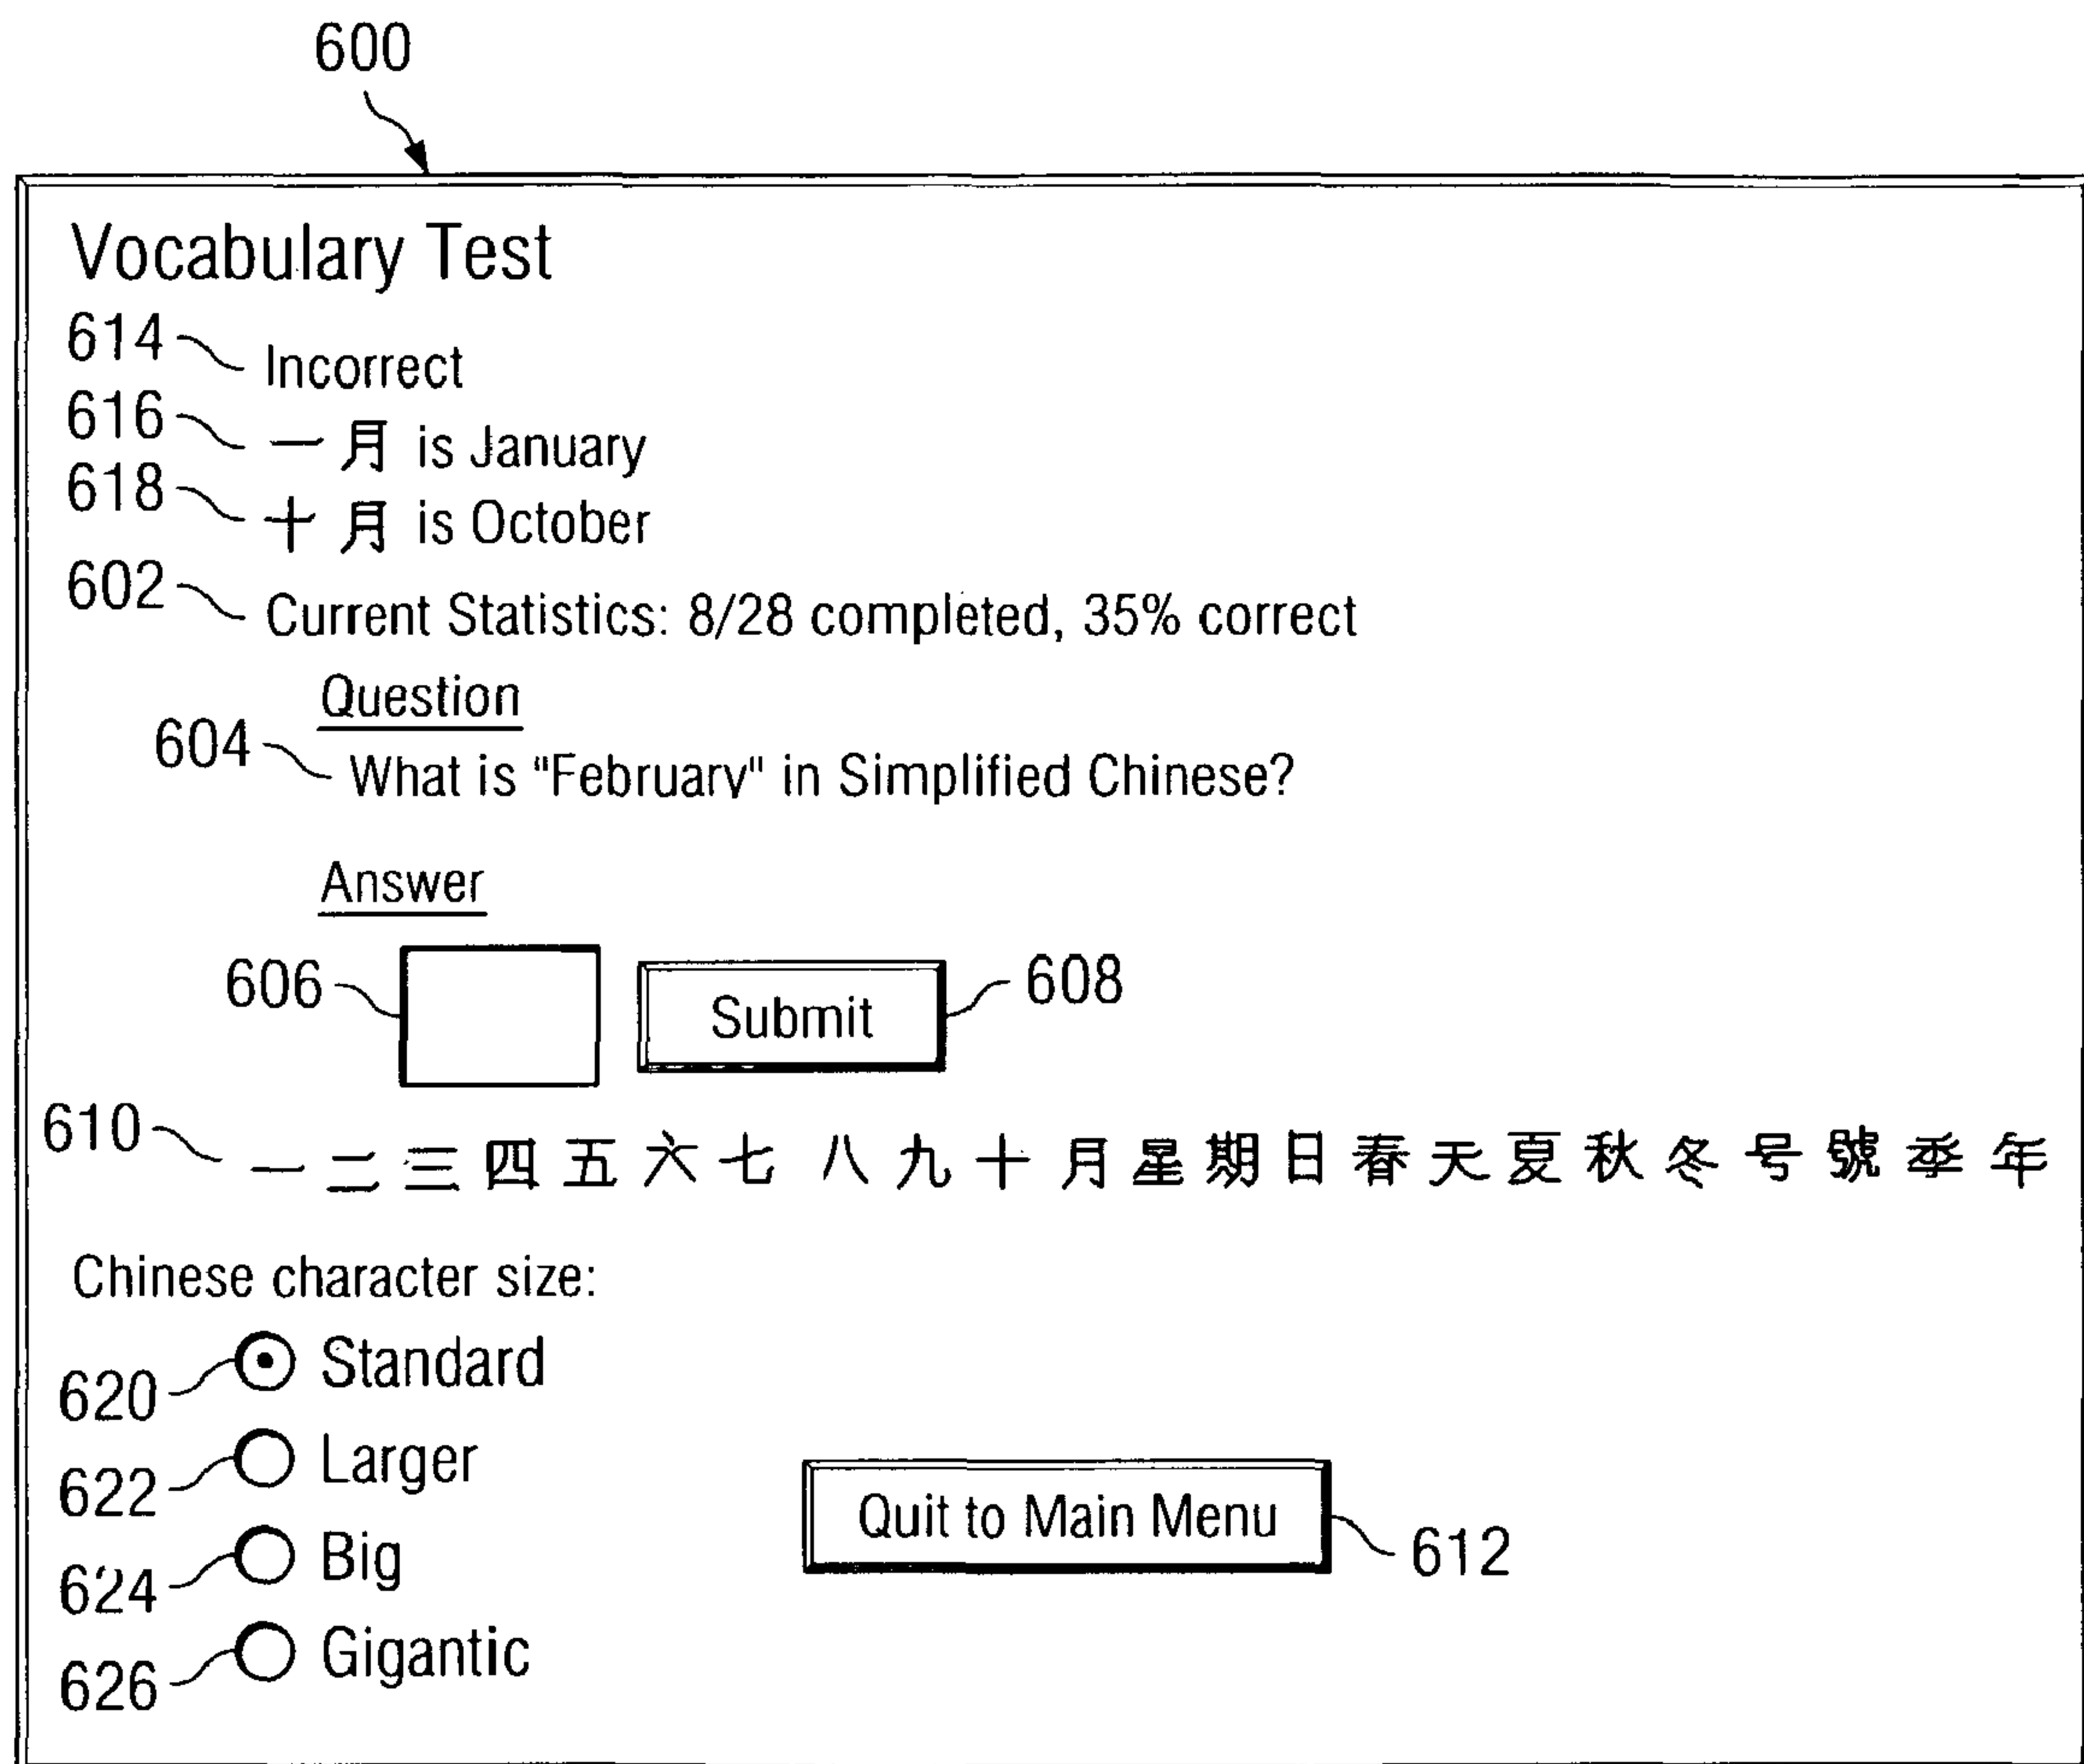 600
Vocabulary Test
614 Incorrect
616 一月 is January
618 十月 is October
602 Current Statistics: 8/28 completed, 35% correct
Question
604 What is "February" in Simplified Chinese?
Answer
606 Submit 608
610 一 二 三 四 五 六 七 八 九 十 月 星 期 日 春 天 夏 秋 冬 号 號 季 年
Chinese character size:
620 Standard
622 Larger
624 Big
626 Gigantic
Quit to Main Menu 612